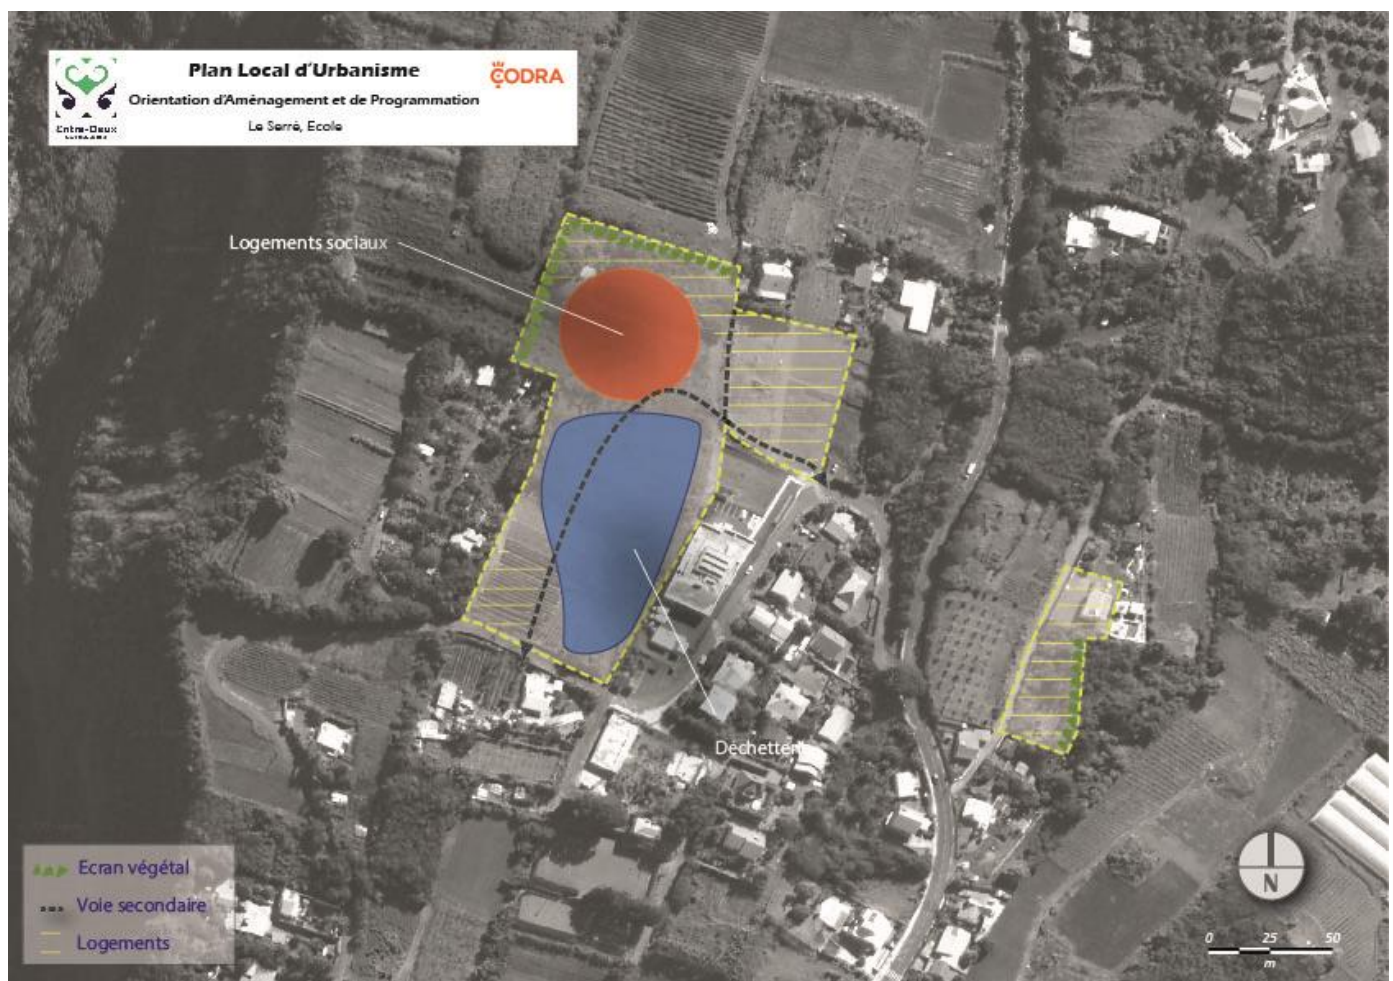 Plan Local d'Urbanisme
Orientation d'Aménagement et de Programmation
Le Serré, Ecole
Entre-Deux
CODRA
Logements sociaux
Déchetterie
Ecran végétal
Voie secondaire
Logements
N
0 25 50
m